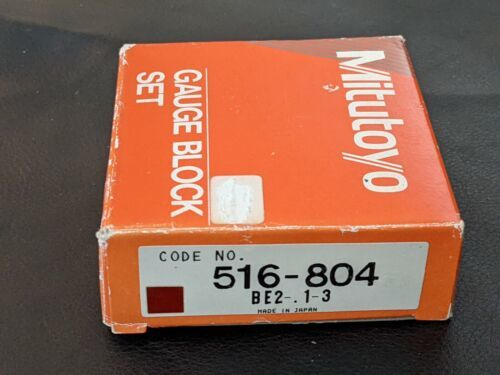 Mitutoyo
GAUGE BLOCK
SET
CODE NO.
516-804
BE2-.1-3
MADE IN JAPAN